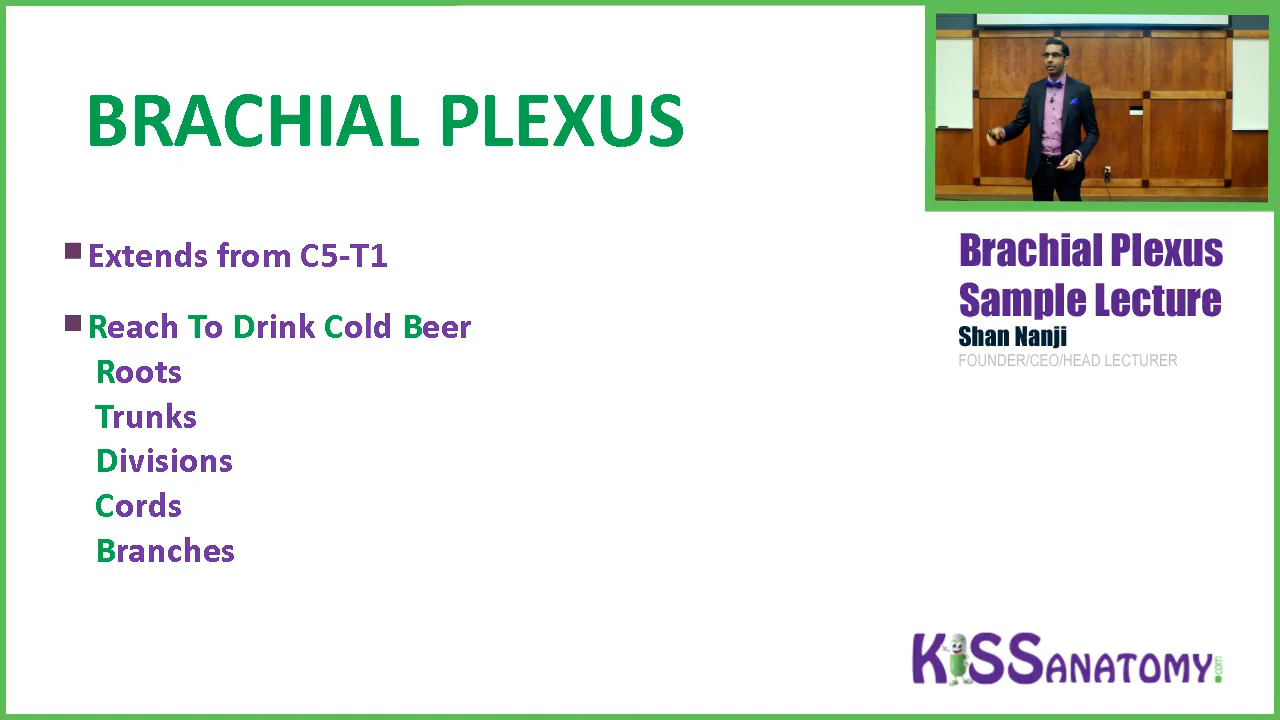 BRACHIAL PLEXUS
Extends from C5-T1
Reach To Drink Cold Beer
Roots
Trunks
Divisions
Cords
Branches
Brachial Plexus
Sample Lecture
Shan Nanji
FOUNDER/CEO/HEAD LECTURER
KiSSANATOMY.com